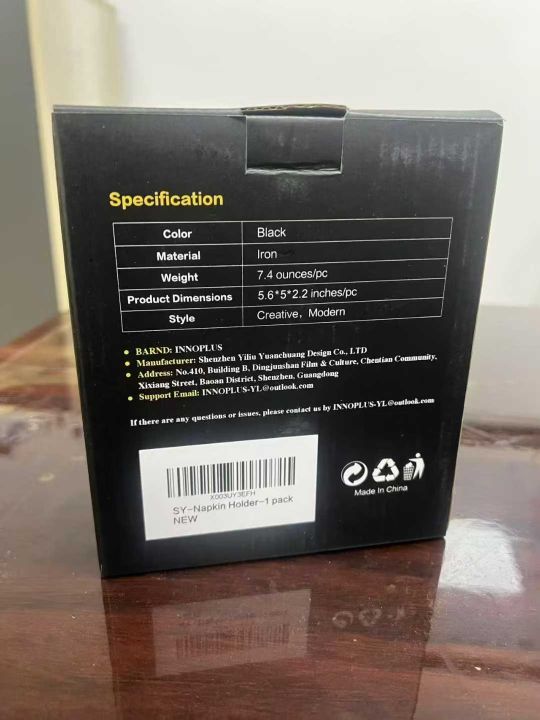 Specification
Color Black
Material Iron
Weight 7.4 ounces/pc
Product Dimensions 5.6*5*2.2 inches/pc
Style Creative, Modern
• BARND: INNOPLUS
• Manufacturer: Shenzhen Yiliu Yuanchuang Design Co., LTD
• Address: No.410, Building B, Dingjunshan Film & Culture, Chentian Community,
Xixiang Street, Baoan District, Shenzhen, Guangdong
• Support Email: INNOPLUS-YL@outlook.com
If there are any questions or issues, please contact us by INNOPLUS-YL@outlook.com
X003UY3EFH
SY-Napkin Holder-1 pack
NEW
Made In China